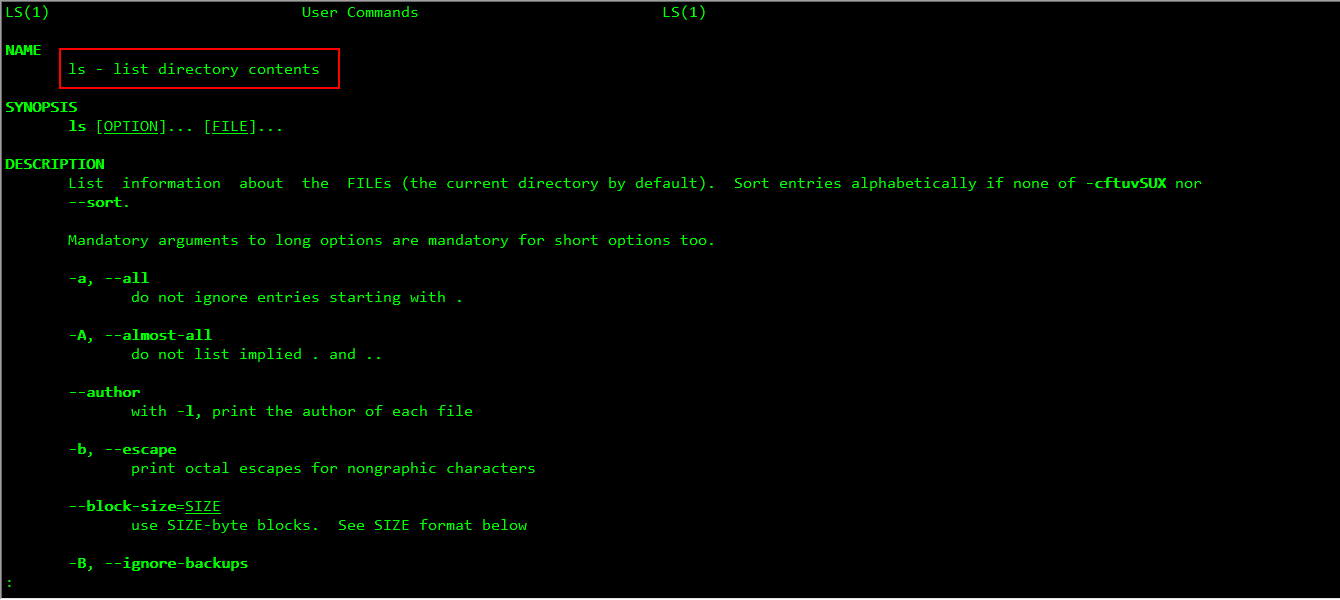 LS(1) User Commands LS(1)
NAME
ls - list directory contents
SYNOPSIS
ls [OPTION]... [FILE]...
DESCRIPTION
List information about the FILEs (the current directory by default). Sort entries alphabetically if none of -cftuvSUX nor
--sort.
Mandatory arguments to long options are mandatory for short options too.
-a, --all
do not ignore entries starting with .
-A, --almost-all
do not list implied . and ..
--author
with -l, print the author of each file
-b, --escape
print octal escapes for nongraphic characters
--block-size=SIZE
use SIZE-byte blocks. See SIZE format below
-B, --ignore-backups
: